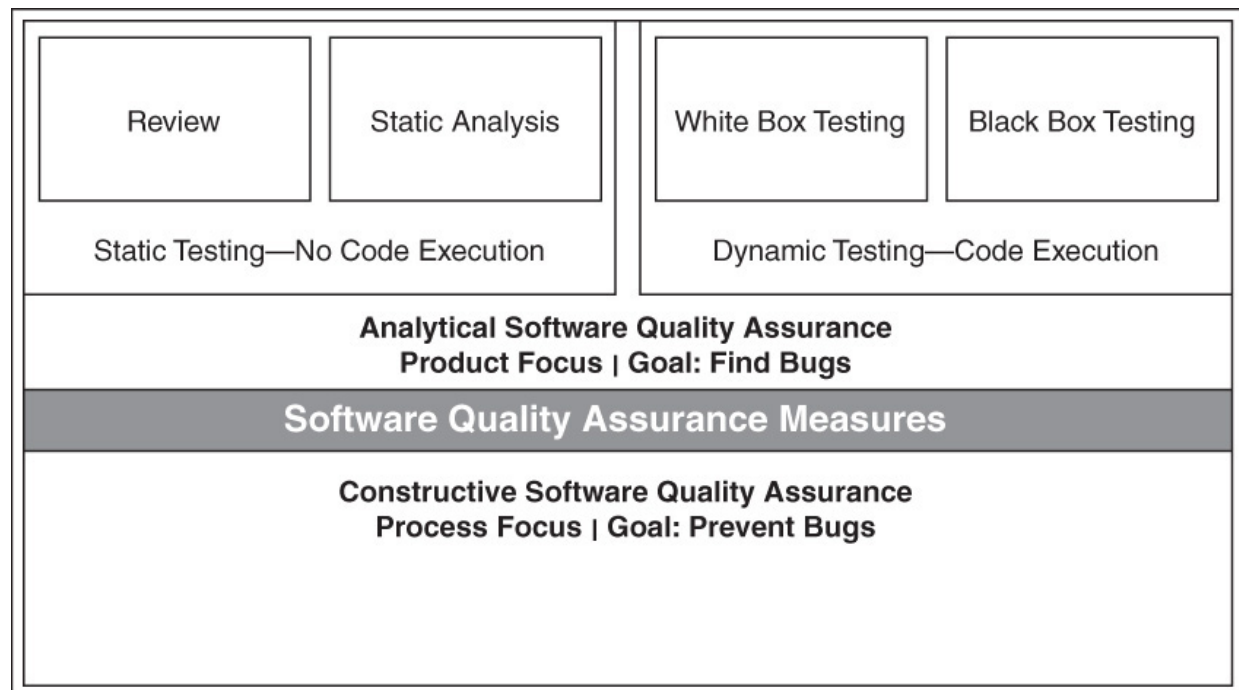 Review
Static Analysis
White Box Testing
Black Box Testing
Static Testing—No Code Execution
Dynamic Testing—Code Execution
Analytical Software Quality Assurance
Product Focus | Goal: Find Bugs
Software Quality Assurance Measures
Constructive Software Quality Assurance
Process Focus | Goal: Prevent Bugs